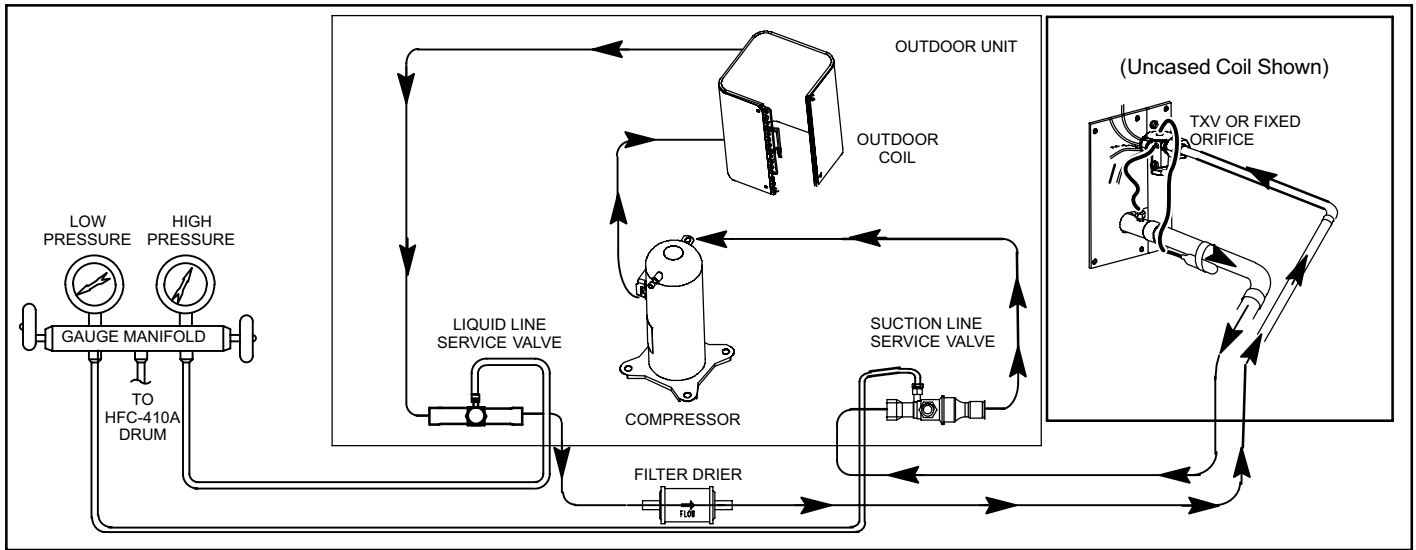 OUTDOOR UNIT
(Uncased Coil Shown)
TXV OR FIXED
ORIFICE
OUTDOOR
COIL
LOW
PRESSURE
HIGH
PRESSURE
GAUGE MANIFOLD
TO
HFC-410A
DRUM
LIQUID LINE
SERVICE VALVE
SUCTION LINE
SERVICE VALVE
COMPRESSOR
FILTER DRIER
FLOW